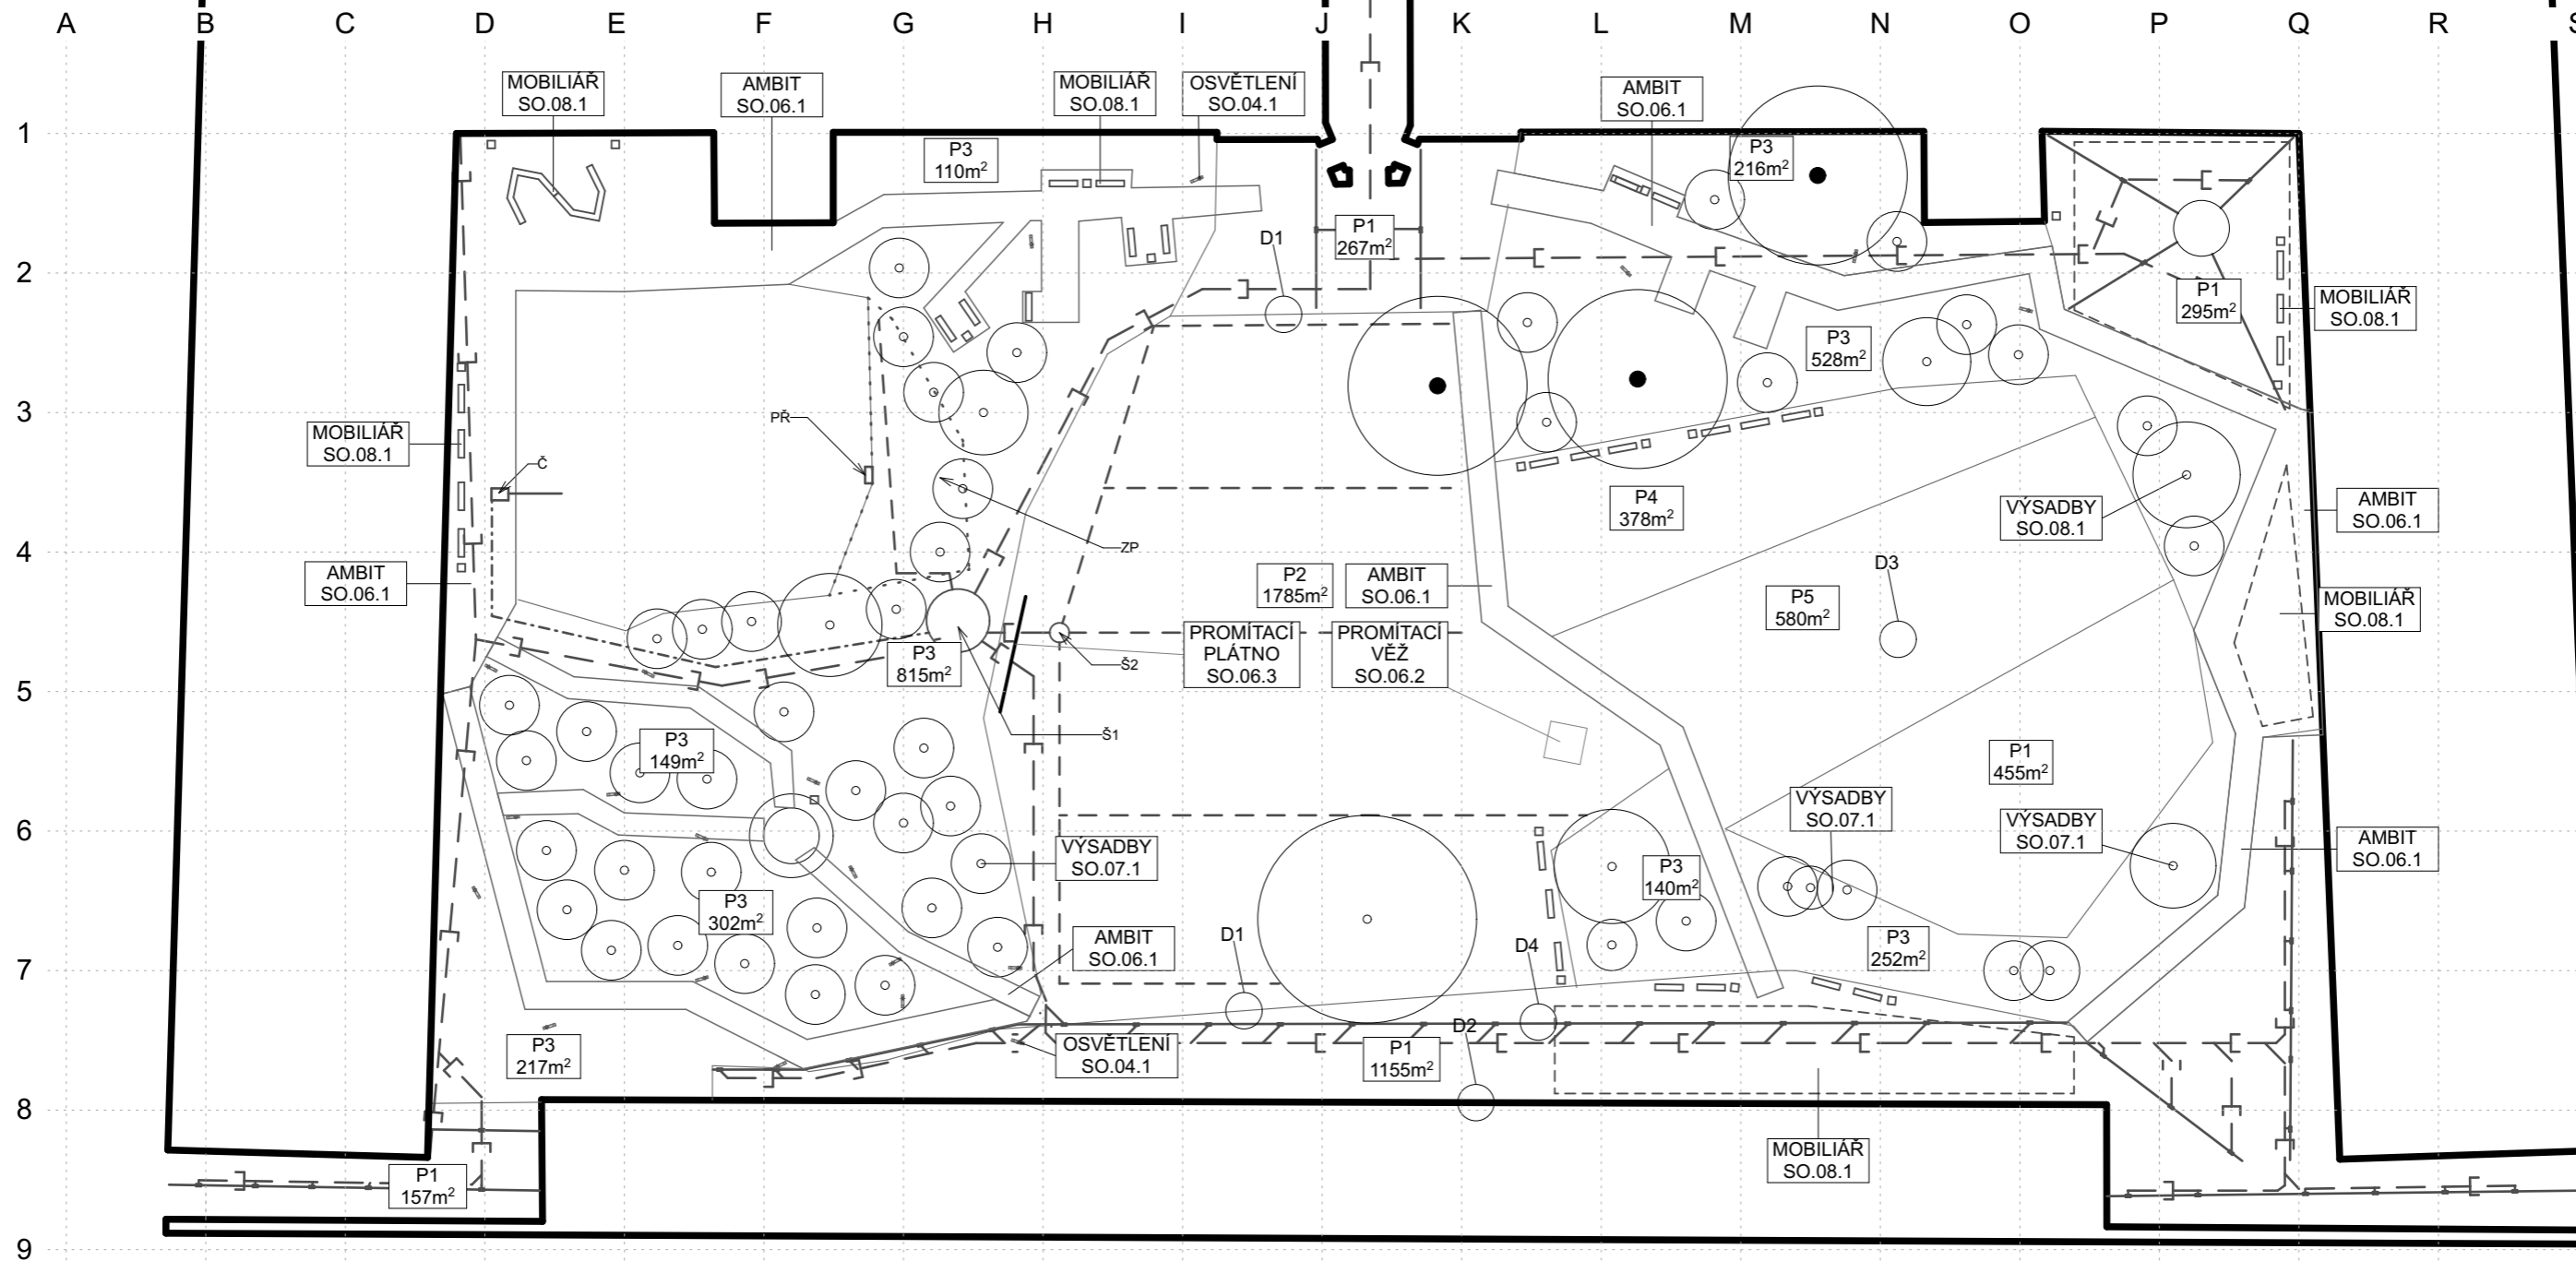 A B C D E F G H I J K L M N O P Q R S
MOBILIÁŘ
SO.08.1
AMBIT
SO.06.1
MOBILIÁŘ
SO.08.1
OSVĚTLENÍ
SO.04.1
AMBIT
SO.06.1
1
P3
110m²
P3
216m²
P1
267m²
D1
2
P1
295m²
MOBILIÁŘ
SO.08.1
P3
528m²
3
PŘ
MOBILIÁŘ
SO.08.1
Č
P4
378m²
VÝSADBY
SO.08.1
AMBIT
SO.06.1
ZP
4
AMBIT
SO.06.1
P2
1785m²
AMBIT
SO.06.1
D3
P5
580m²
MOBILIÁŘ
SO.08.1
P3
815m²
Š2
PROMÍTACÍ
PLÁTNO
SO.06.3
PROMÍTACÍ
VĚŽ
SO.06.2
5
Š1
P3
149m²
P1
455m²
VÝSADBY
SO.07.1
VÝSADBY
SO.07.1
6
VÝSADBY
SO.07.1
AMBIT
SO.06.1
P3
140m²
P3
302m²
D1
AMBIT
SO.06.1
D4
P3
252m²
7
D2
P3
217m²
OSVĚTLENÍ
SO.04.1
P1
1155m²
8
MOBILIÁŘ
SO.08.1
P1
157m²
9